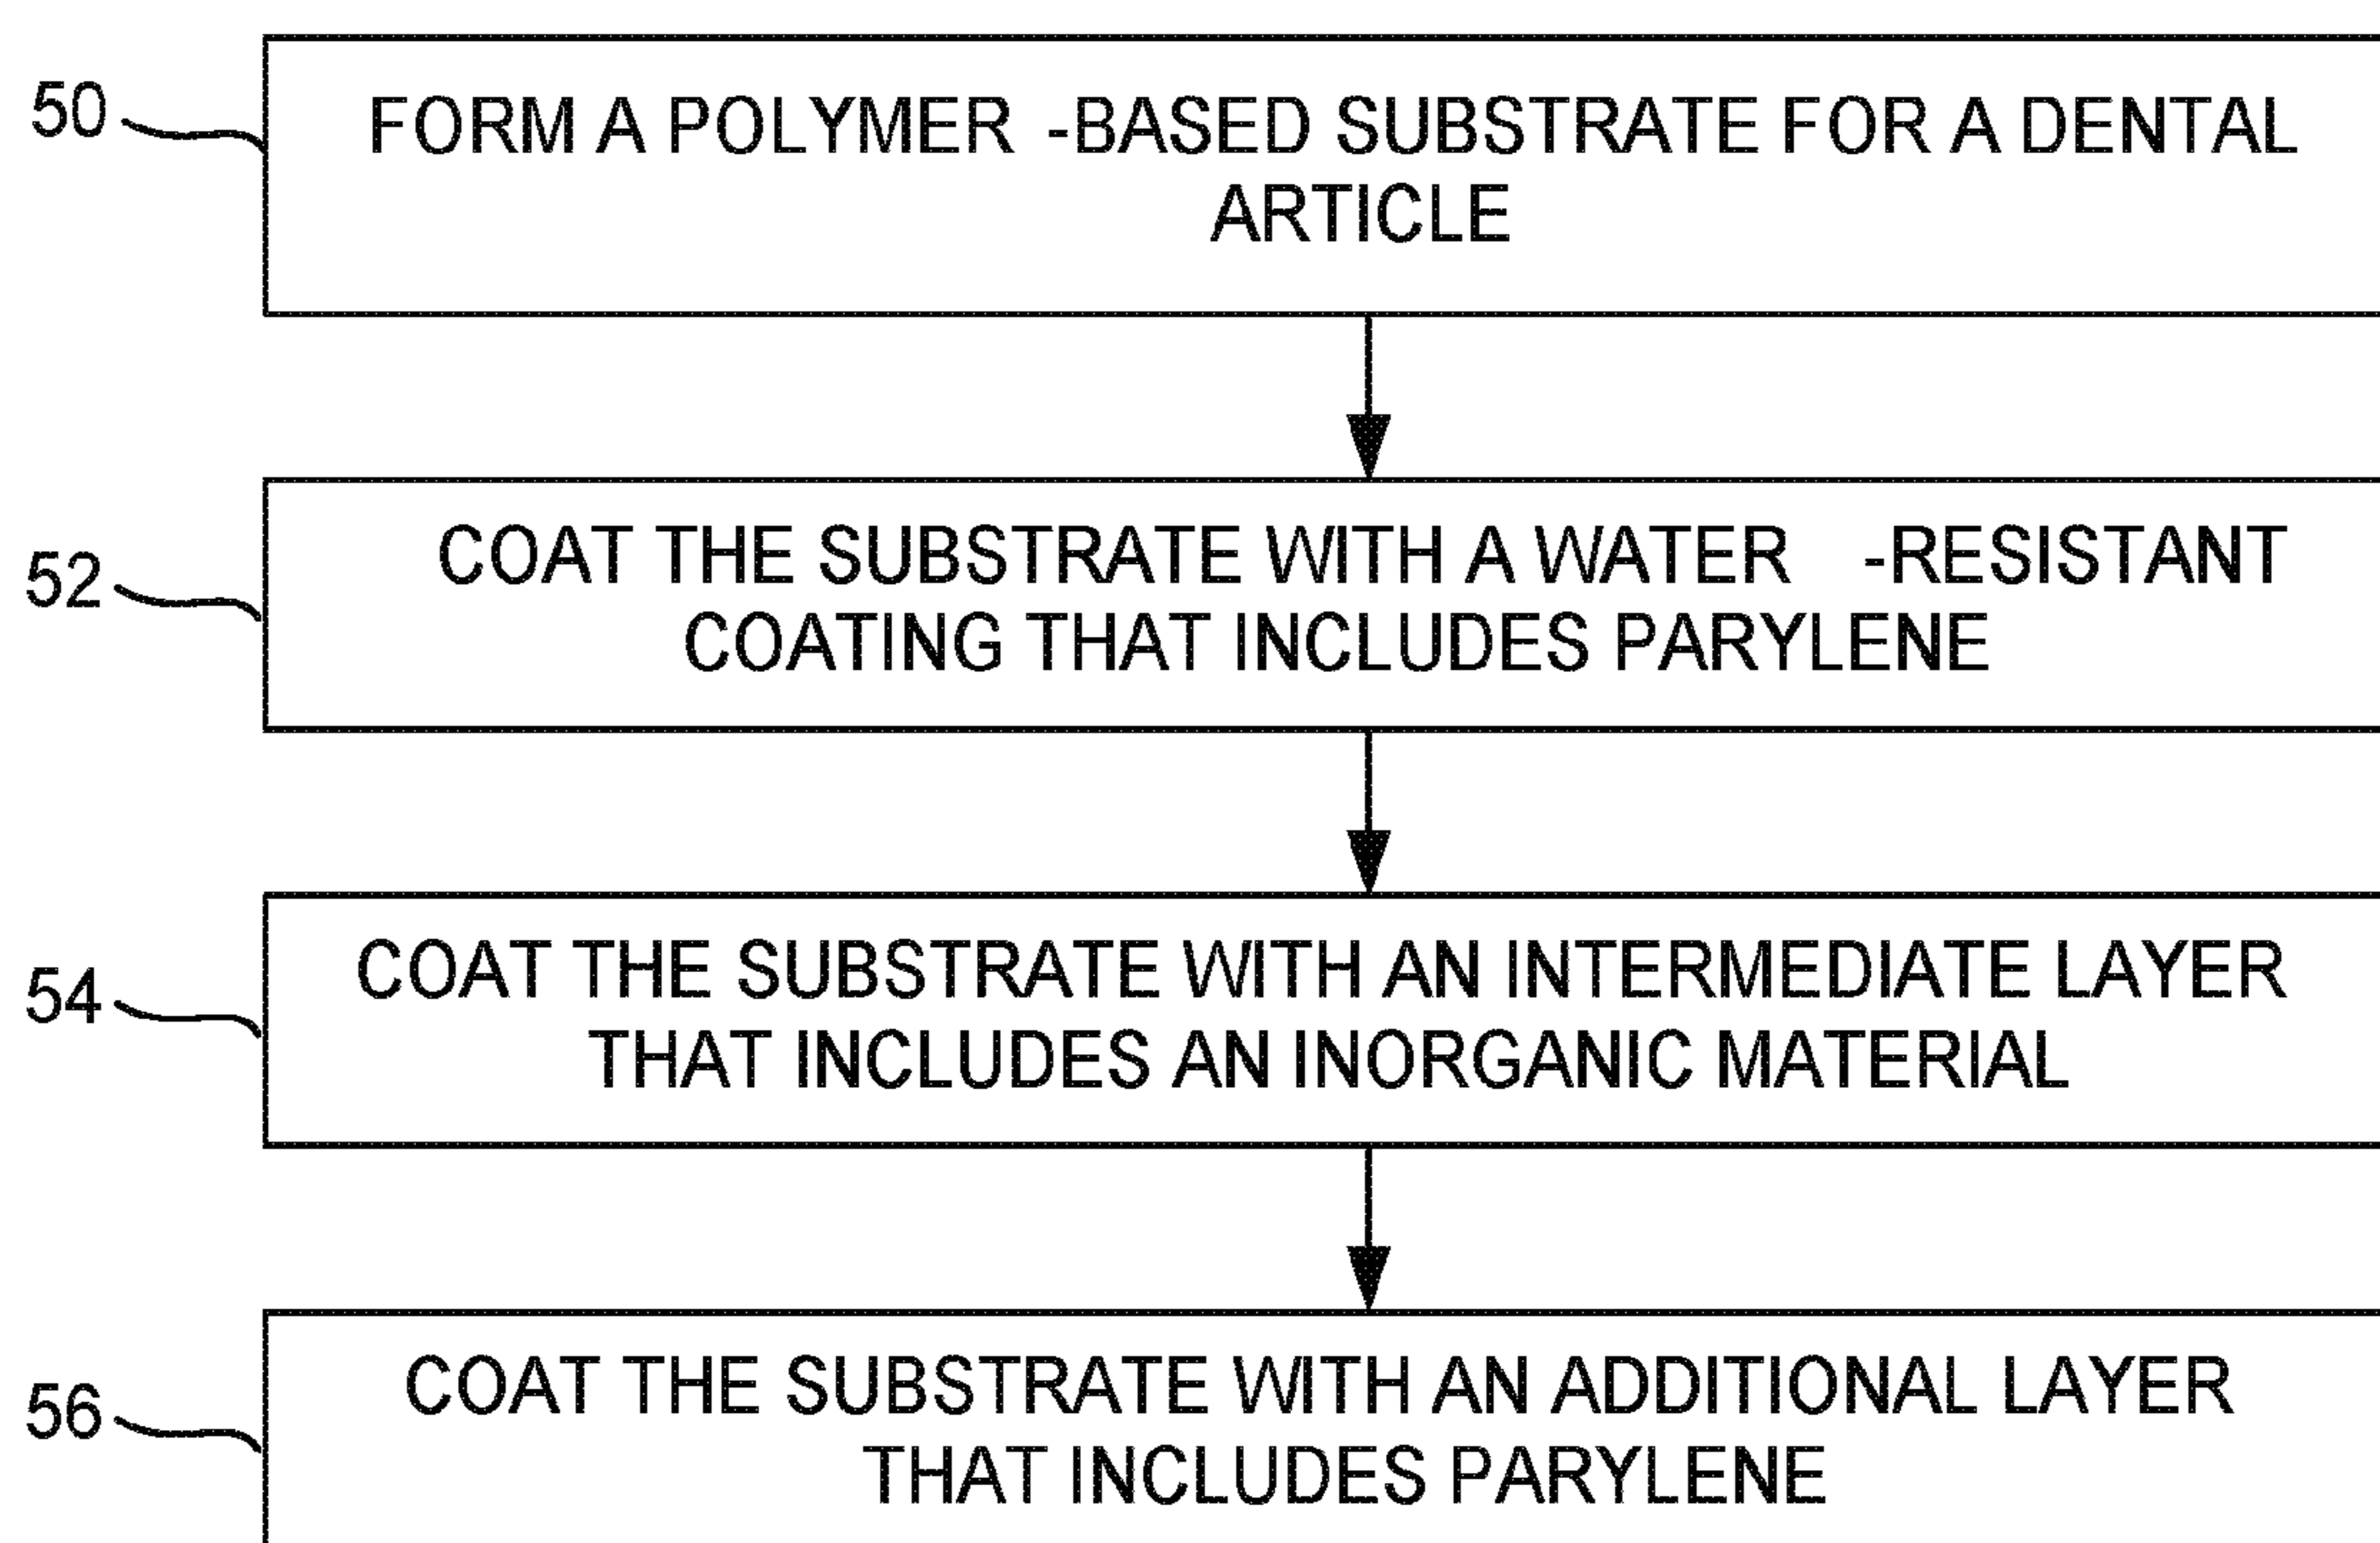 50
FORM A POLYMER -BASED SUBSTRATE FOR A DENTAL
ARTICLE
52
COAT THE SUBSTRATE WITH A WATER -RESISTANT
COATING THAT INCLUDES PARYLENE
54
COAT THE SUBSTRATE WITH AN INTERMEDIATE LAYER
THAT INCLUDES AN INORGANIC MATERIAL
56
COAT THE SUBSTRATE WITH AN ADDITIONAL LAYER
THAT INCLUDES PARYLENE